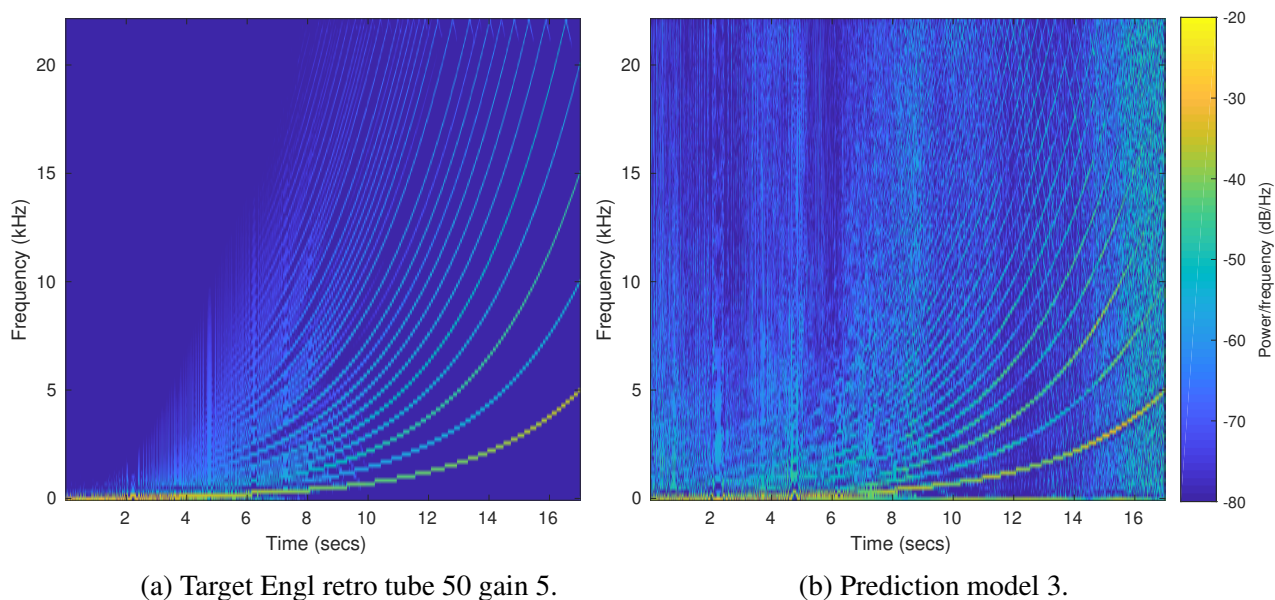 20
15
10
5
0
Frequency (kHz)
2 4 6 8 10 12 14 16
Time (secs)
(a) Target Engl retro tube 50 gain 5.
20
15
10
5
0
Frequency (kHz)
2 4 6 8 10 12 14 16
Time (secs)
(b) Prediction model 3.
-20
-30
-40
-50
-60
-70
-80
Power/frequency (dB/Hz)